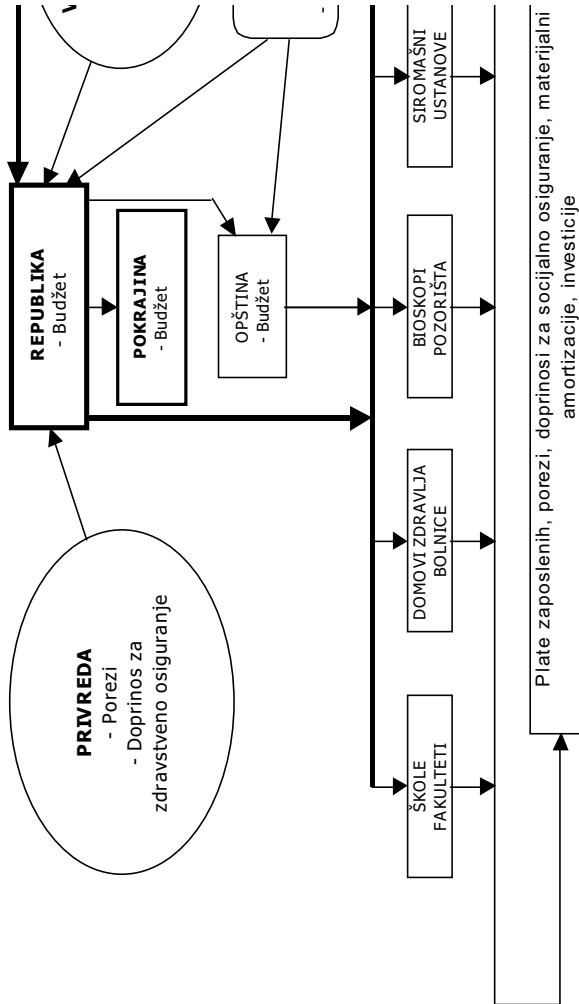 REPUBLIKA
- Budžet
POKRAJINA
- Budžet
OPŠTINA
- Budžet
PRIVREDA
- Porezi
- Doprinos za
zdravstveno osiguranje
ŠKOLE
FAKULTETI
DOMOVI ZDRAVLJA
BOLNICE
BIOSKOPI
POZORIŠTA
SIROMAŠNI
USTANOVE
Plate zaposlenih, porezi, doprinosi za socijalno osiguranje, materijalni
amortizacije, investicije